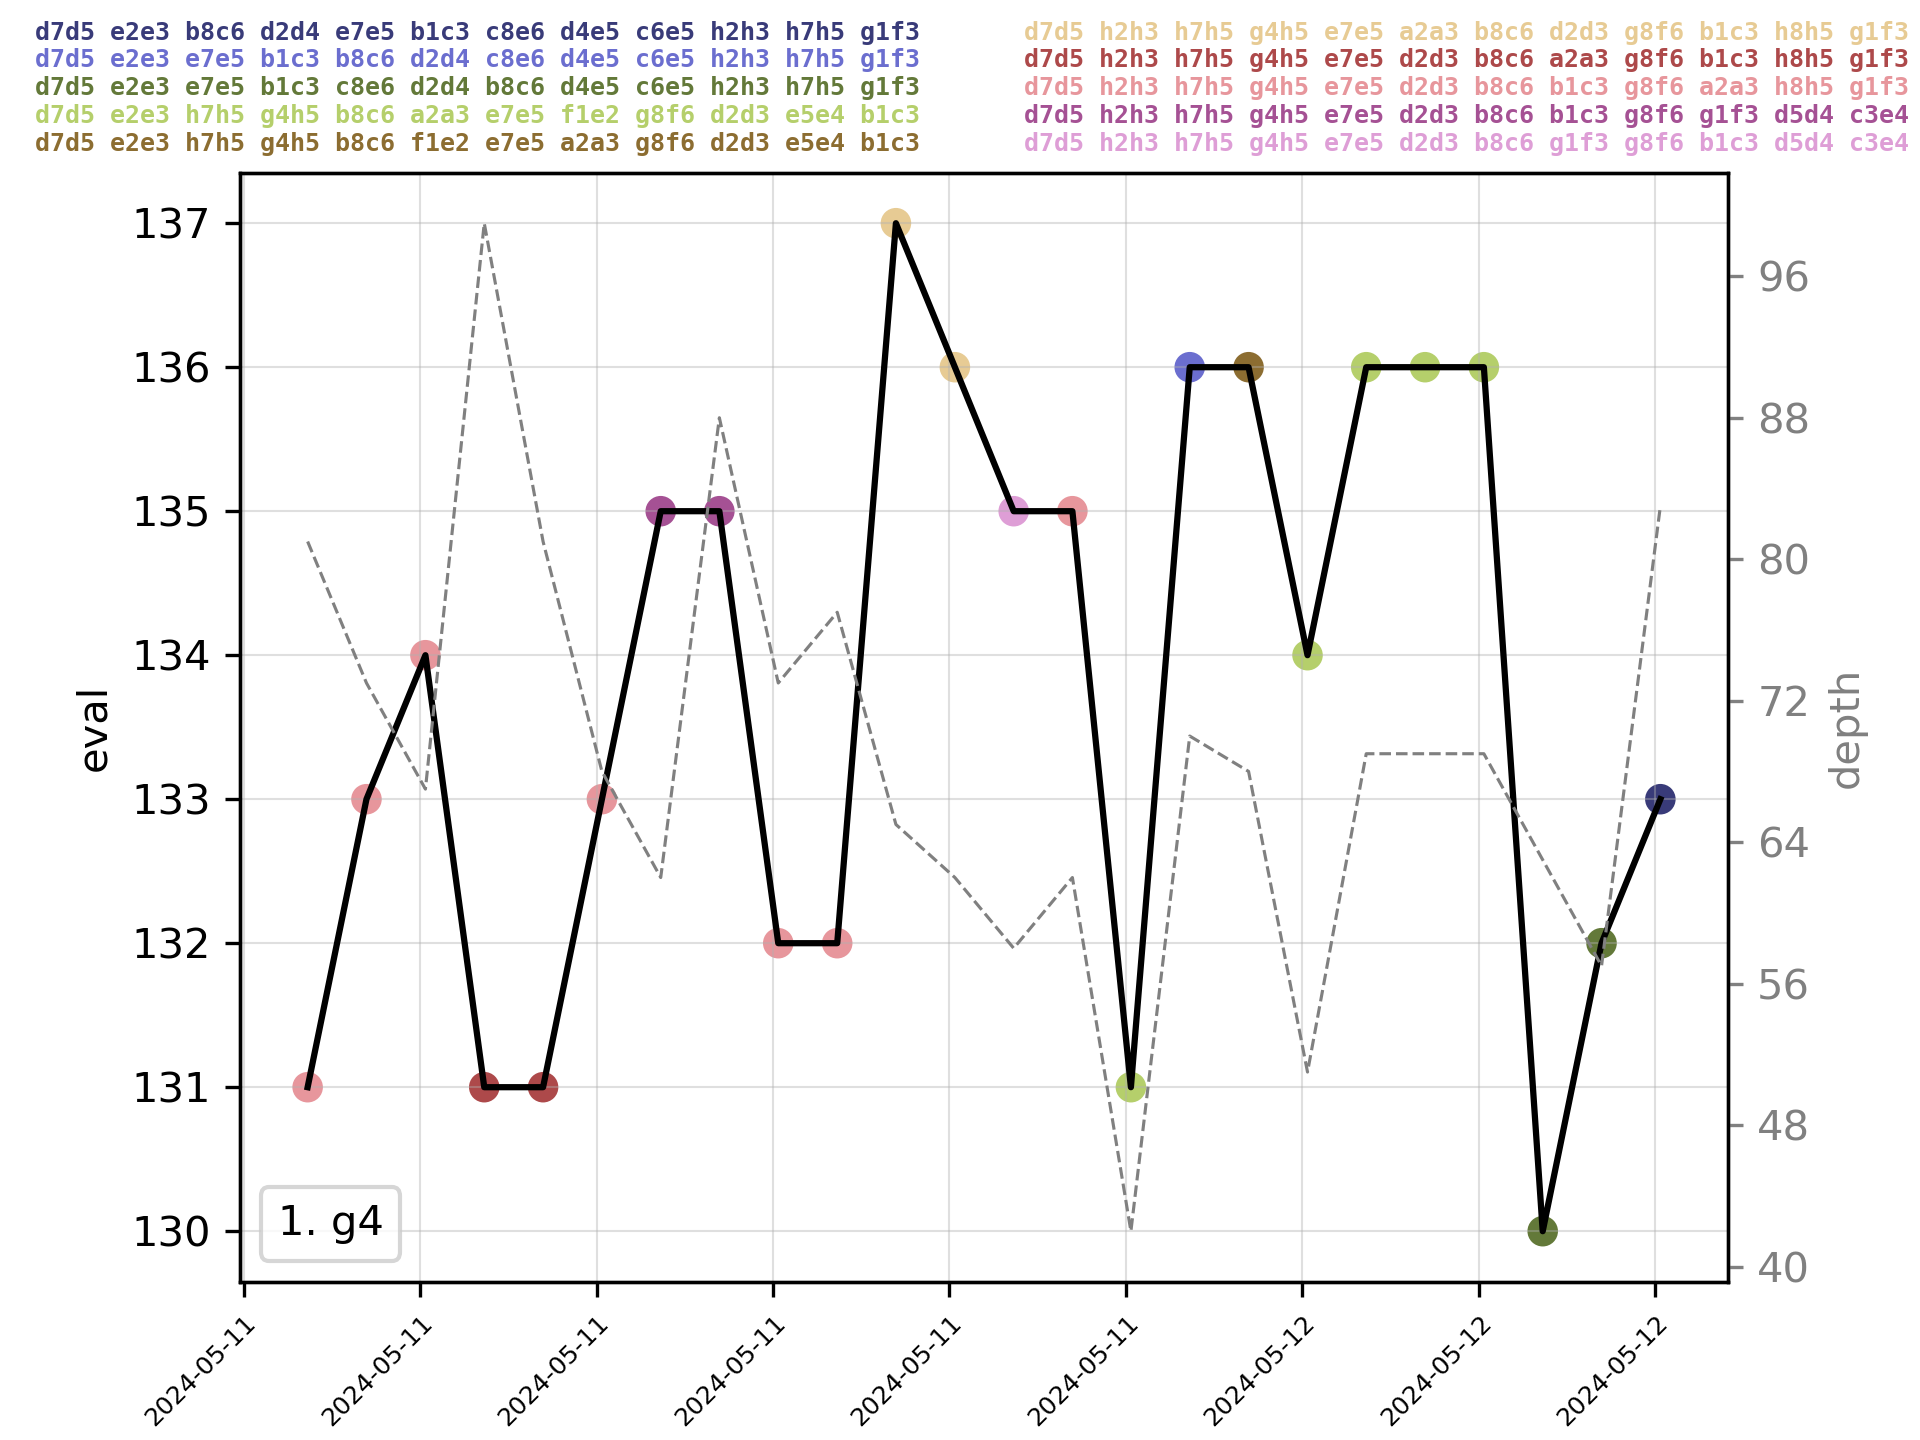 d7d5 e2e3 b8c6 d2d4 e7e5 b1c3 c8e6 d4e5 c6e5 h2h3 h7h5 g1f3
d7d5 e2e3 e7e5 b1c3 b8c6 d2d4 c8e6 d4e5 c6e5 h2h3 h7h5 g1f3
d7d5 e2e3 e7e5 b1c3 c8e6 d2d4 b8c6 d4e5 c6e5 h2h3 h7h5 g1f3
d7d5 e2e3 h7h5 g4h5 b8c6 a2a3 e7e5 f1e2 g8f6 d2d3 e5e4 b1c3
d7d5 e2e3 h7h5 g4h5 b8c6 f1e2 e7e5 a2a3 g8f6 d2d3 e5e4 b1c3
d7d5 h2h3 h7h5 g4h5 e7e5 a2a3 b8c6 d2d3 g8f6 b1c3 h8h5 g1f3
d7d5 h2h3 h7h5 g4h5 e7e5 d2d3 b8c6 a2a3 g8f6 b1c3 h8h5 g1f3
d7d5 h2h3 h7h5 g4h5 e7e5 d2d3 b8c6 b1c3 g8f6 a2a3 h8h5 g1f3
d7d5 h2h3 h7h5 g4h5 e7e5 d2d3 b8c6 b1c3 g8f6 g1f3 d5d4 c3e4
d7d5 h2h3 h7h5 g4h5 e7e5 d2d3 b8c6 g1f3 g8f6 b1c3 d5d4 c3e4
137
136
135
134
133
132
131
130
eval
96
88
80
72
64
56
48
40
depth
1. g4
2024-05-11
2024-05-11
2024-05-11
2024-05-11
2024-05-11
2024-05-11
2024-05-12
2024-05-12
2024-05-12